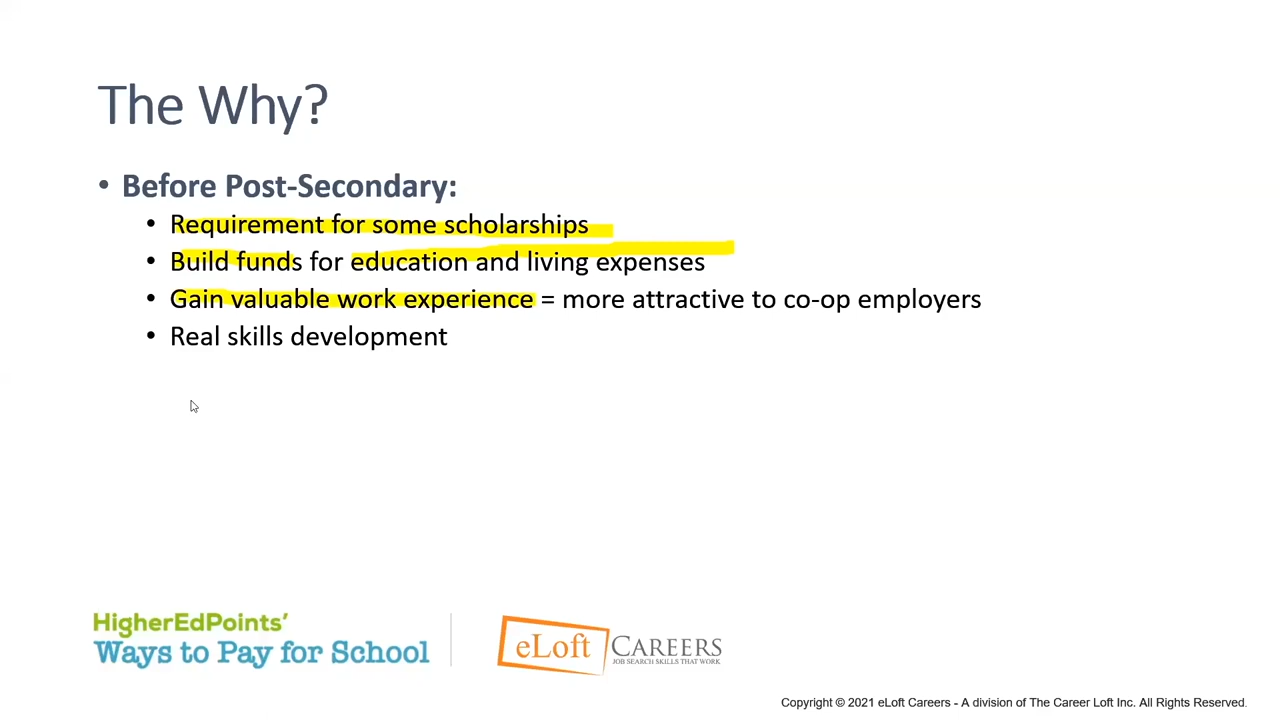 The Why?
• Before Post-Secondary:
• Requirement for some scholarships
• Build funds for education and living expenses
• Gain valuable work experience = more attractive to co-op employers
• Real skills development
HigherEdPoints’
Ways to Pay for School
eLoft CAREERS
JOB SEARCH SKILLS THAT WORK
Copyright © 2021 eLoft Careers - A division of The Career Loft Inc. All Rights Reserved.